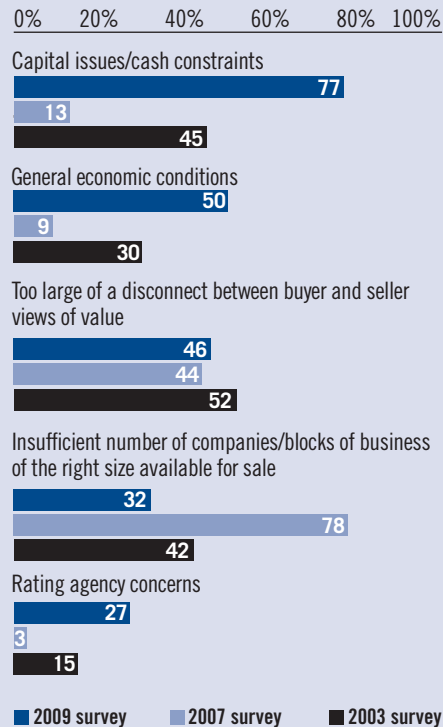 0% 20% 40% 60% 80% 100%
Capital issues/cash constraints
77
13
45
General economic conditions
50
9
30
Too large of a disconnect between buyer and seller
views of value
46
44
52
Insufficient number of companies/blocks of business
of the right size available for sale
32
78
42
Rating agency concerns
27
3
15
2009 survey 2007 survey 2003 survey